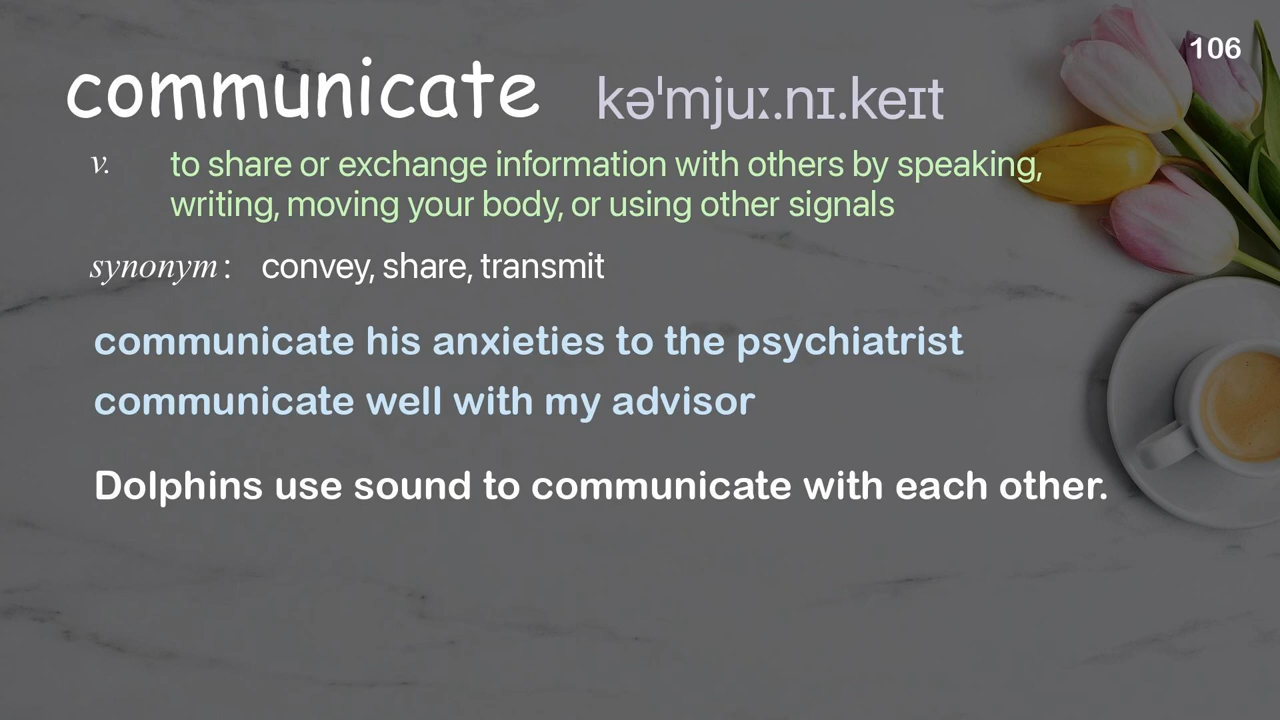 106
communicate kəˈmjuː.nɪ.keɪt
v. to share or exchange information with others by speaking,
writing, moving your body, or using other signals
synonym : convey, share, transmit
communicate his anxieties to the psychiatrist
communicate well with my advisor
Dolphins use sound to communicate with each other.